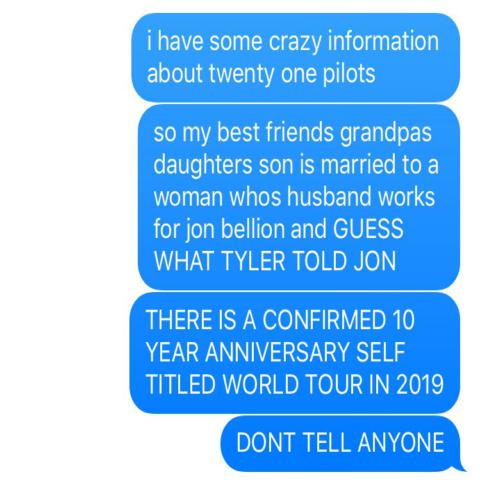 i have some crazy information
about twenty one pilots
so my best friends grandpas
daughters son is married to a
woman whos husband works
for jon bellion and GUESS
WHAT TYLER TOLD JON
THERE IS A CONFIRMED 10
YEAR ANNIVERSARY SELF
TITLED WORLD TOUR IN 2019
DONT TELL ANYONE